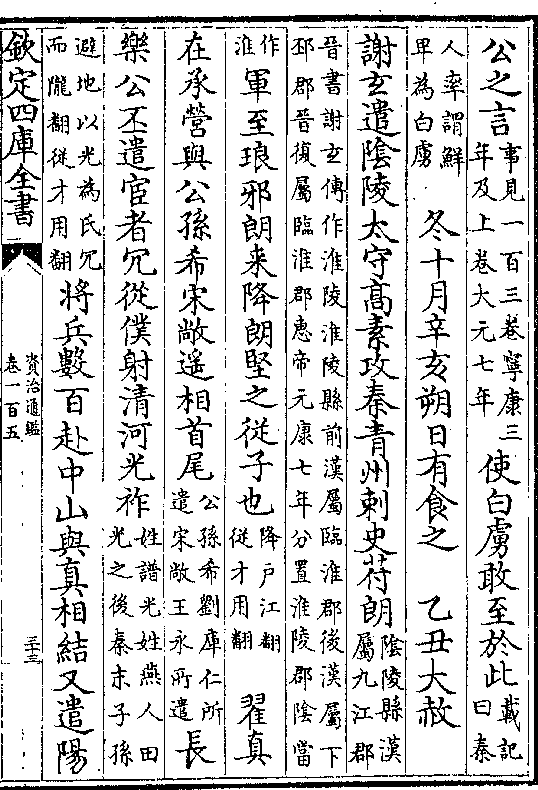 公之言事見一百三卷寧康三年及上卷大元七年使白虜敢至於此載記曰秦
人率謂鮮卑為白虜冬十月辛亥朔日有食之 乙丑大赦
謝玄遣隂陵太守高素攻秦青州刺史苻朗隂陵縣漢屬九江郡
晉書謝玄傳作淮陵淮陵縣前漢屬臨淮郡後漢屬下邳郡晉復屬臨淮郡惠帝元康七年分置淮陵郡隂當
作淮軍至琅邪朗来降朗堅之從子也降戶江翻從才用翻 翟真
在承營與公孫希宋敞遥相首尾公孫希劉庫仁所遣宋敞王永所遣長
樂公丕遣宦者冗從僕射清河光祚姓譜光姓燕人田光之後秦末子孫
避地以光為氏冗而隴翻從才用翻將兵數百赴中山與真相結又遣陽
欽定四庫全書
資治通鑑
卷一百五
三十三